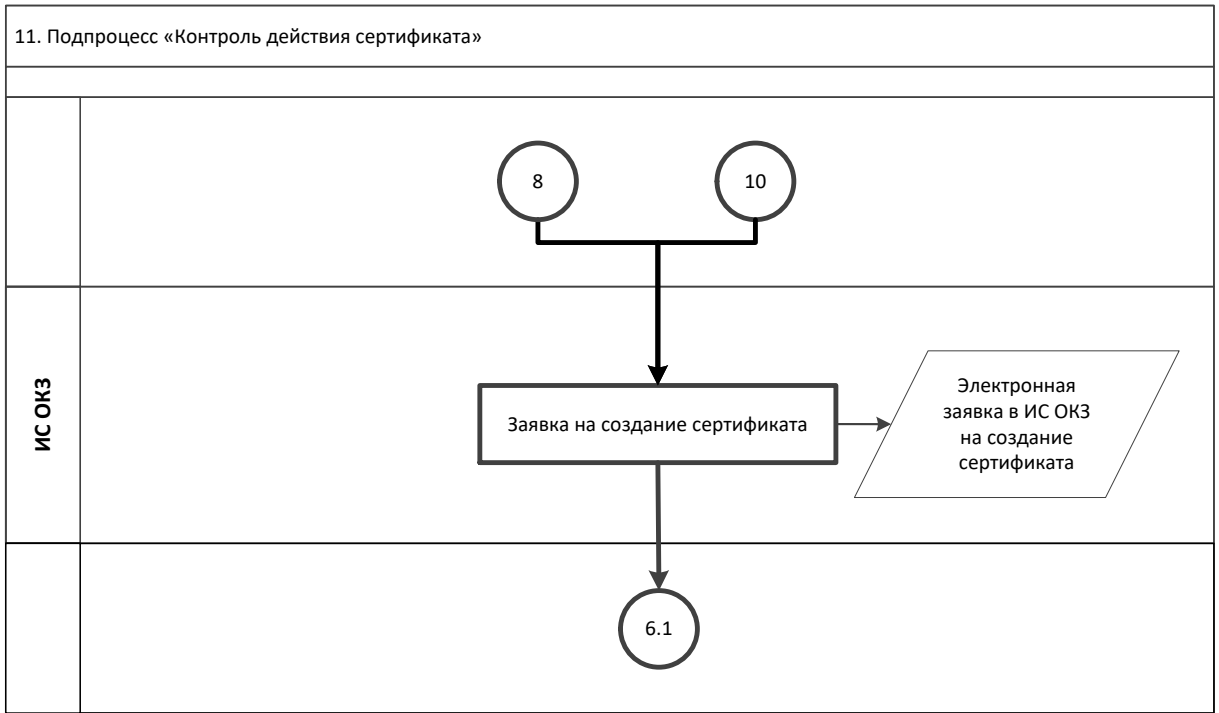 11. Подпроцесс «Контроль действия сертификата»
8
10
ИС ОКЗ
Заявка на создание сертификата
Электронная
заявка в ИС ОКЗ
на создание
сертификата
6.1